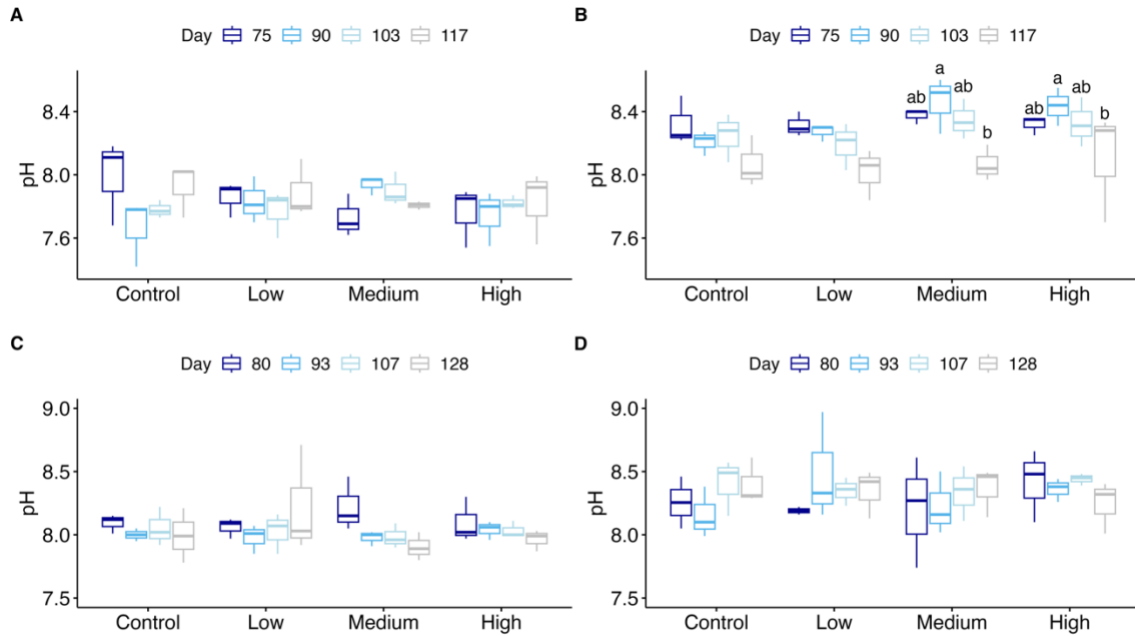 A
Day 75 90 103 117
pH
8.4
8.0
7.6
Control Low Medium High
B
Day 75 90 103 117
pH
8.4
8.0
7.6
ab a ab b ab a ab b
Control Low Medium High
C
Day 80 93 107 128
pH
9.0
8.5
8.0
7.5
Control Low Medium High
D
Day 80 93 107 128
pH
9.0
8.5
8.0
7.5
Control Low Medium High